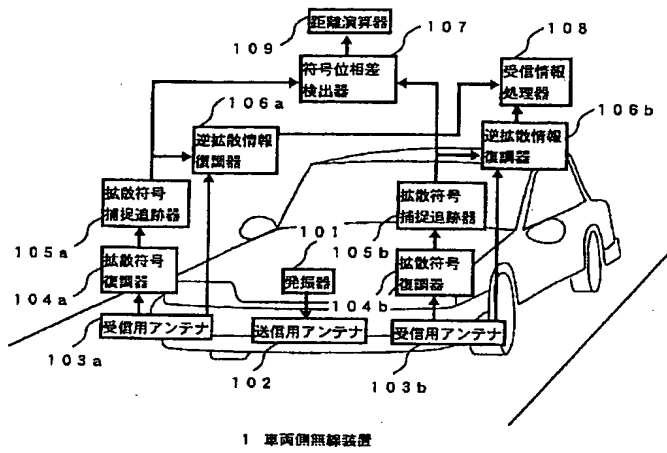 距離演算器
109
107
108
符号位相差
検出器
受信情報
処理器
106a
106b
逆拡散情報
復調器
逆拡散情報
復調器
拡散符号
捕捉追跡器
拡散符号
捕捉追跡器
101
105a
105b
拡散符号
復調器
発振器
拡散符号
復調器
104a
104b
受信用アンテナ
送信用アンテナ
受信用アンテナ
103a
102
103b
1 車両側無線装置